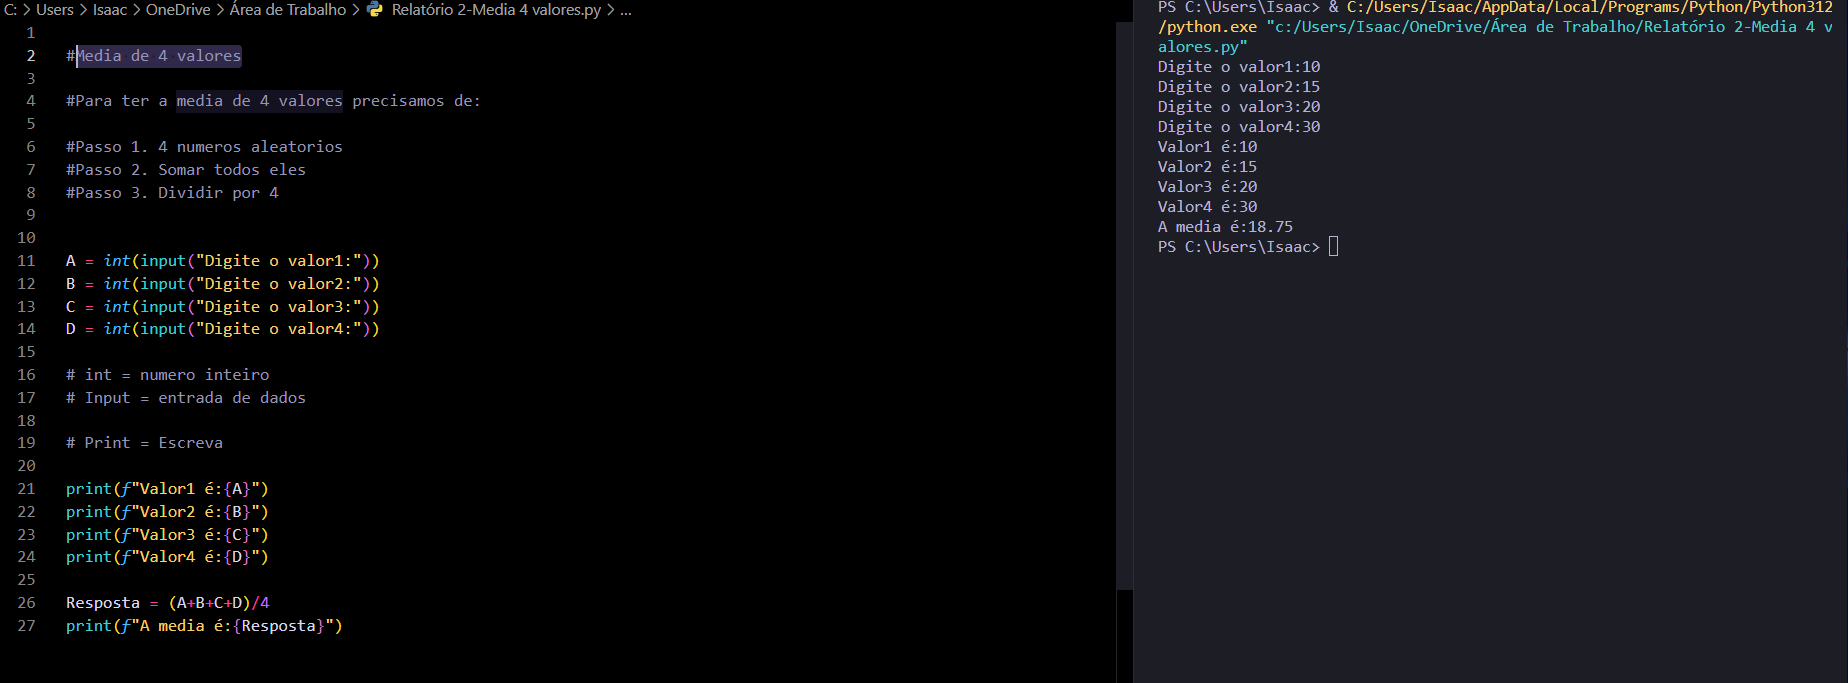 C: > Users > Isaac > OneDrive > Área de Trabalho > Relatório 2-Media 4 valores.py > ...
1
2 #Media de 4 valores
3
4 #Para ter a media de 4 valores precisamos de:
5
6 #Passo 1. 4 numeros aleatorios
7 #Passo 2. Somar todos eles
8 #Passo 3. Dividir por 4
9
10
11 A = int(input("Digite o valor1:"))
12 B = int(input("Digite o valor2:"))
13 C = int(input("Digite o valor3:"))
14 D = int(input("Digite o valor4:"))
15
16 # int = numero inteiro
17 # Input = entrada de dados
18
19 # Print = Escreva
20
21 print(f"Valor1 é:{A}")
22 print(f"Valor2 é:{B}")
23 print(f"Valor3 é:{C}")
24 print(f"Valor4 é:{D}")
25
26 Resposta = (A+B+C+D)/4
27 print(f"A media é:{Resposta}")
PS C:\Users\Isaac> & C:/Users/Isaac/AppData/Local/Programs/Python/Python312
/python.exe "c:/Users/Isaac/OneDrive/Área de Trabalho/Relatório 2-Media 4 v
alores.py"
Digite o valor1:10
Digite o valor2:15
Digite o valor3:20
Digite o valor4:30
Valor1 é:10
Valor2 é:15
Valor3 é:20
Valor4 é:30
A media é:18.75
PS C:\Users\Isaac>